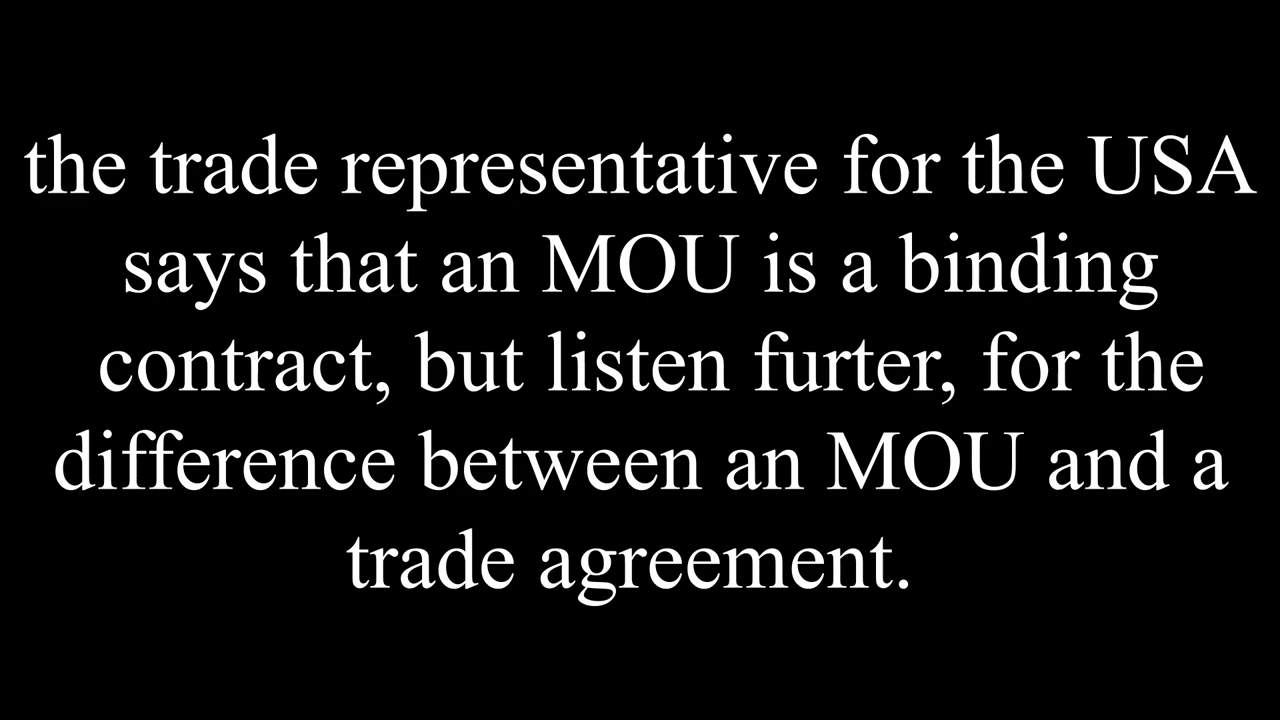 the trade representative for the USA
says that an MOU is a binding
contract, but listen furter, for the
difference between an MOU and a
trade agreement.